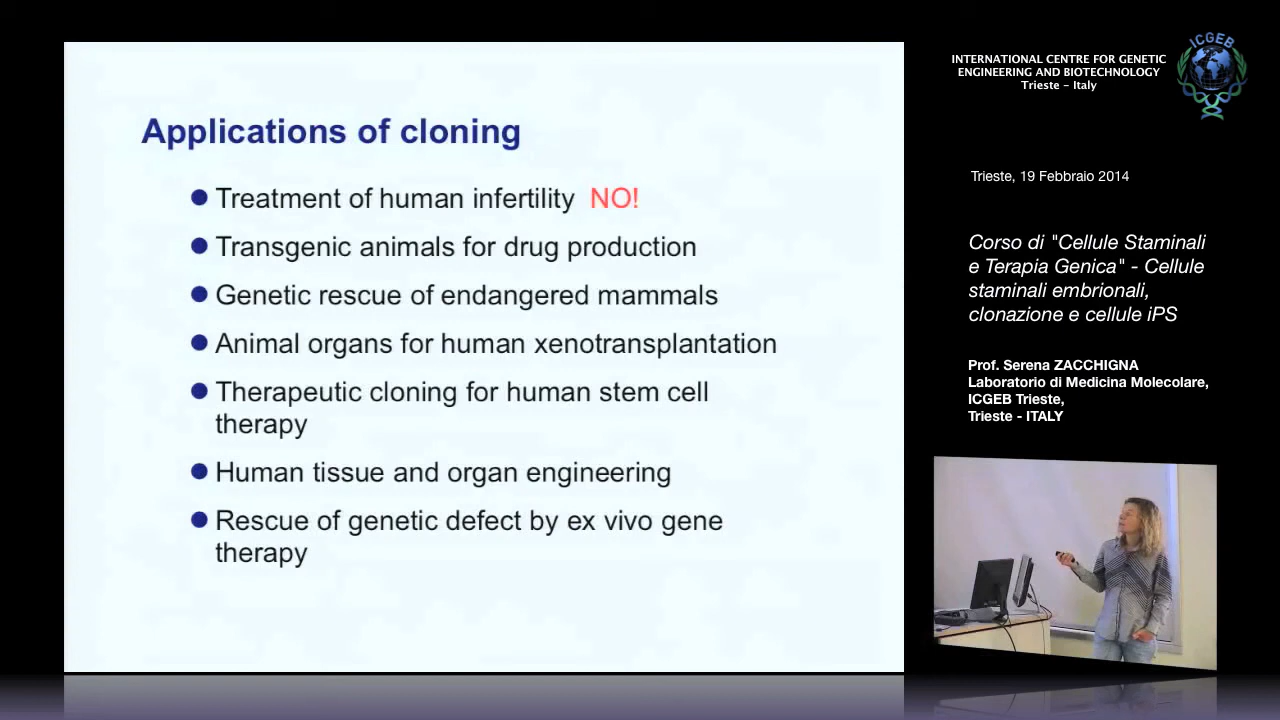 Applications of cloning
Treatment of human infertility NO!
Transgenic animals for drug production
Genetic rescue of endangered mammals
Animal organs for human xenotransplantation
Therapeutic cloning for human stem cell
therapy
Human tissue and organ engineering
Rescue of genetic defect by ex vivo gene
therapy
INTERNATIONAL CENTRE FOR GENETIC
ENGINEERING AND BIOTECHNOLOGY
Trieste - Italy
ICGEB
Trieste, 19 Febbraio 2014
Corso di "Cellule Staminali
e Terapia Genica" - Cellule
staminali embrionali,
clonazione e cellule iPS
Prof. Serena ZACCHIGNA
Laboratorio di Medicina Molecolare,
ICGEB Trieste,
Trieste - ITALY